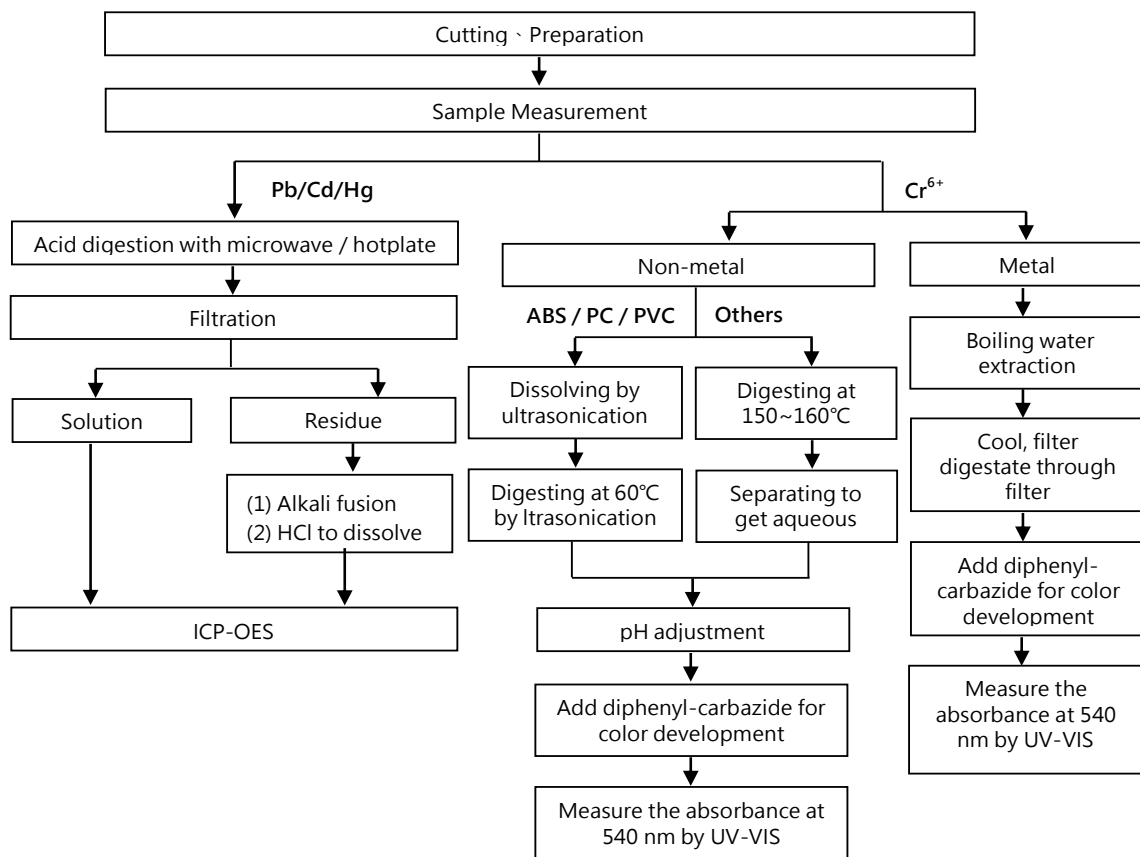 Cutting、Preparation
Sample Measurement
Pb/Cd/Hg
Acid digestion with microwave / hotplate
Filtration
Solution
Residue
(1) Alkali fusion
(2) HCl to dissolve
ICP-OES
Cr⁶⁺
Non-metal
ABS / PC / PVC
Others
Dissolving by
ultrasonication
Digesting at 60℃
by ltrasonication
Digesting at
150~160℃
Separating to
get aqueous
pH adjustment
Add diphenyl-carbazide for
color development
Measure the absorbance at
540 nm by UV-VIS
Metal
Boiling water
extraction
Cool, filter
digestate through
filter
Add diphenyl-
carbazide for color
development
Measure the
absorbance at 540
nm by UV-VIS